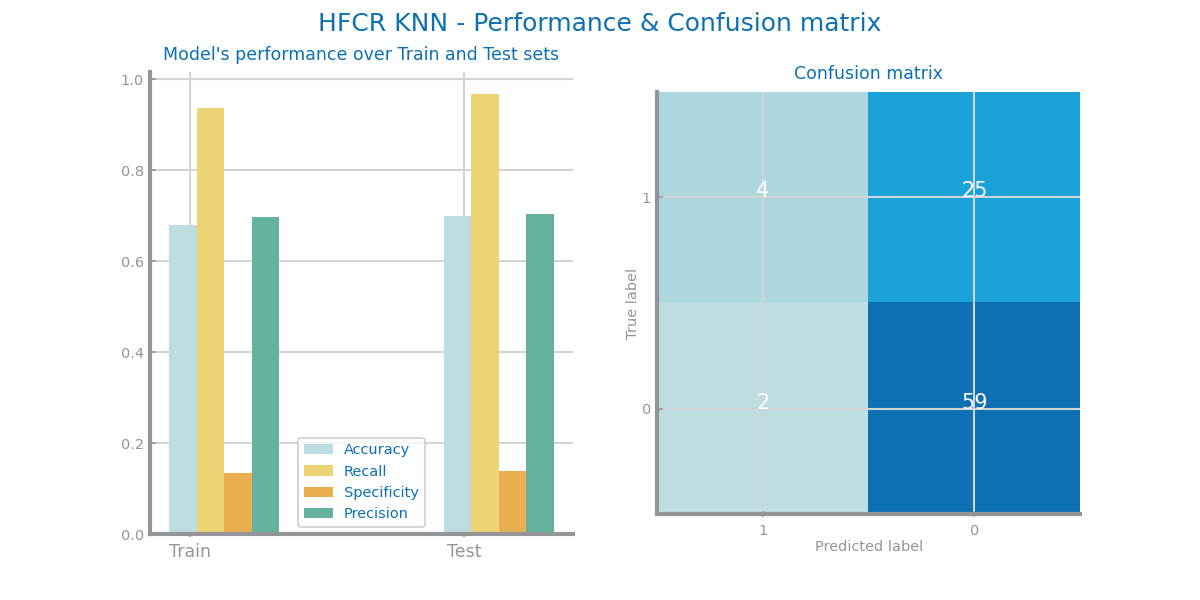 HFCR KNN - Performance & Confusion matrix
Model's performance over Train and Test sets
1.0
0.8
0.6
0.4
0.2
0.0
Train
Test
Accuracy
Recall
Specificity
Precision
Confusion matrix
True label
1
0
4
25
2
59
1
0
Predicted label